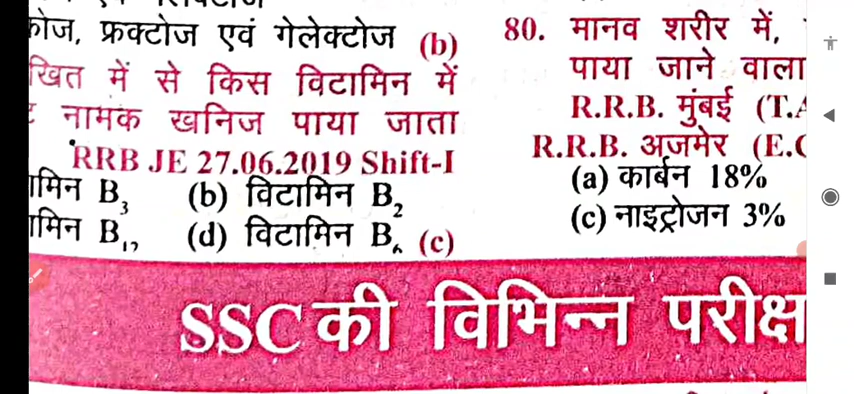 फ्रक्टोज एवं गेलेक्टोज (b)
में से किस विटामिन में
नामक खनिज पाया जाता
RRB JE 27.06.2019 Shift-I
B3 (b) विटामिन B2
B12 (d) विटामिन B6 (c)
80. मानव शरीर में,
पाया जाने वाला
R.R.B. मुंबई (T.A
R.R.B. अजमेर (E.C
(a) कार्बन 18%
(c) नाइट्रोजन 3%
SSC की विभिन्न